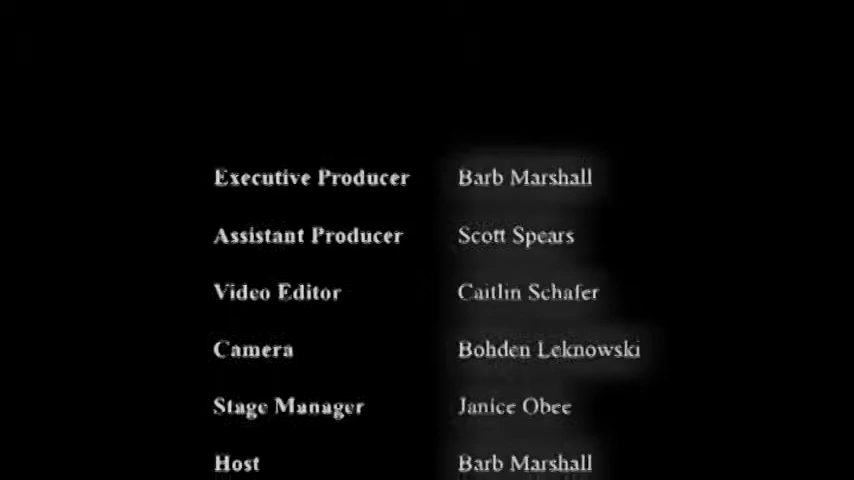 Executive Producer Barb Marshall
Assistant Producer Scott Spears
Video Editor Caitlin Schafer
Camera Bohden Leknowski
Stage Manager Janice Obee
Host Barb Marshall